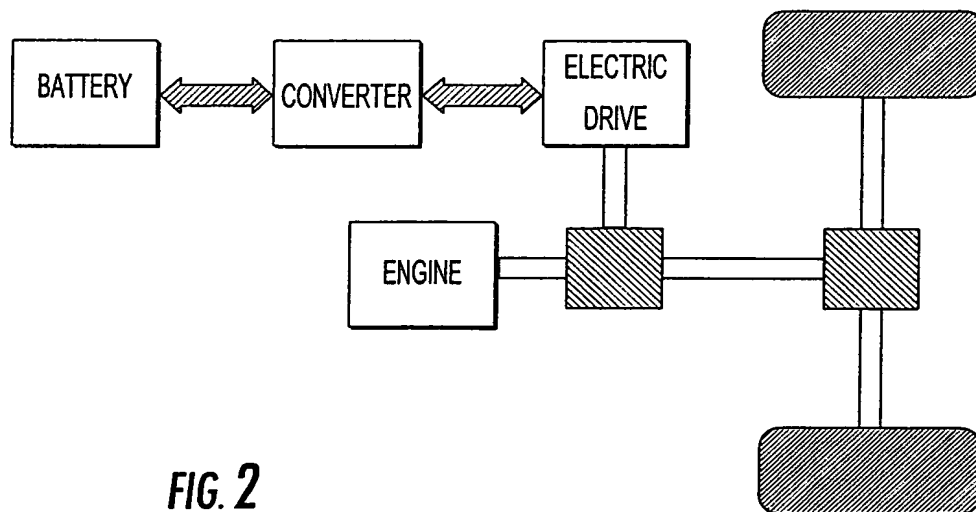 BATTERY
CONVERTER
ELECTRIC
DRIVE
ENGINE
FIG. 2